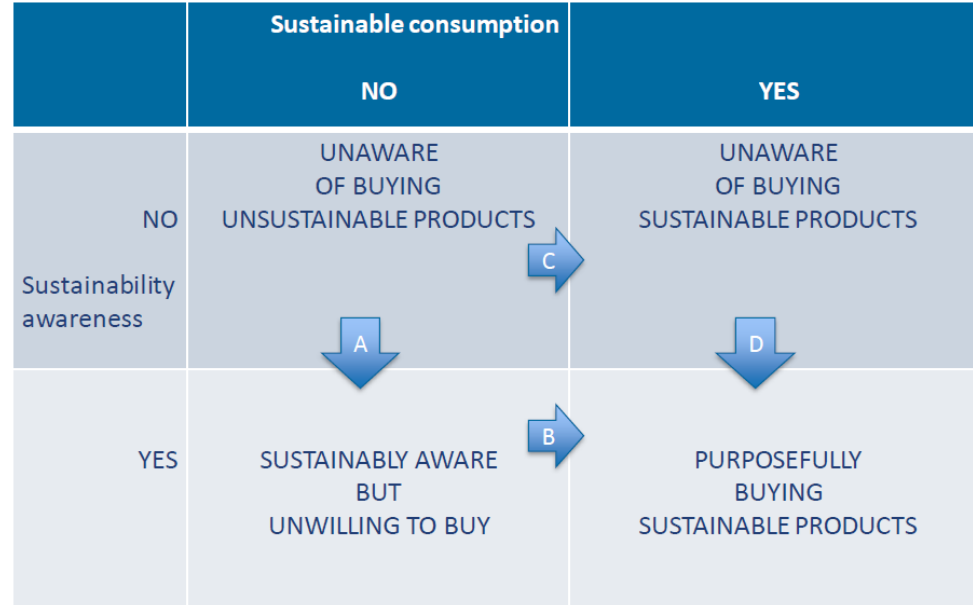 Sustainable consumption
NO
YES
UNAWARE
OF BUYING
UNSUSTAINABLE PRODUCTS
UNAWARE
OF BUYING
SUSTAINABLE PRODUCTS
NO
C
Sustainability
awareness
A
D
B
YES
SUSTAINABLY AWARE
BUT
UNWILLING TO BUY
PURPOSEFULLY
BUYING
SUSTAINABLE PRODUCTS